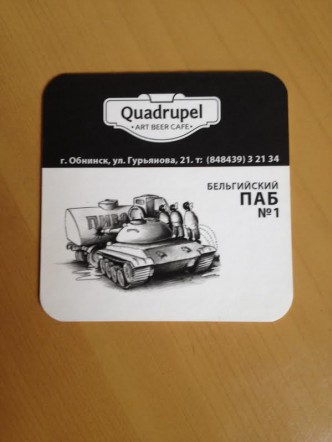 Quadrupel
• ART BEER CAFE •
г. Обнинск, ул. Гурьянова, 21. т: (848439) 3 21 34
БЕЛЬГИЙСКИЙ
ПАБ
№1
ПИВО